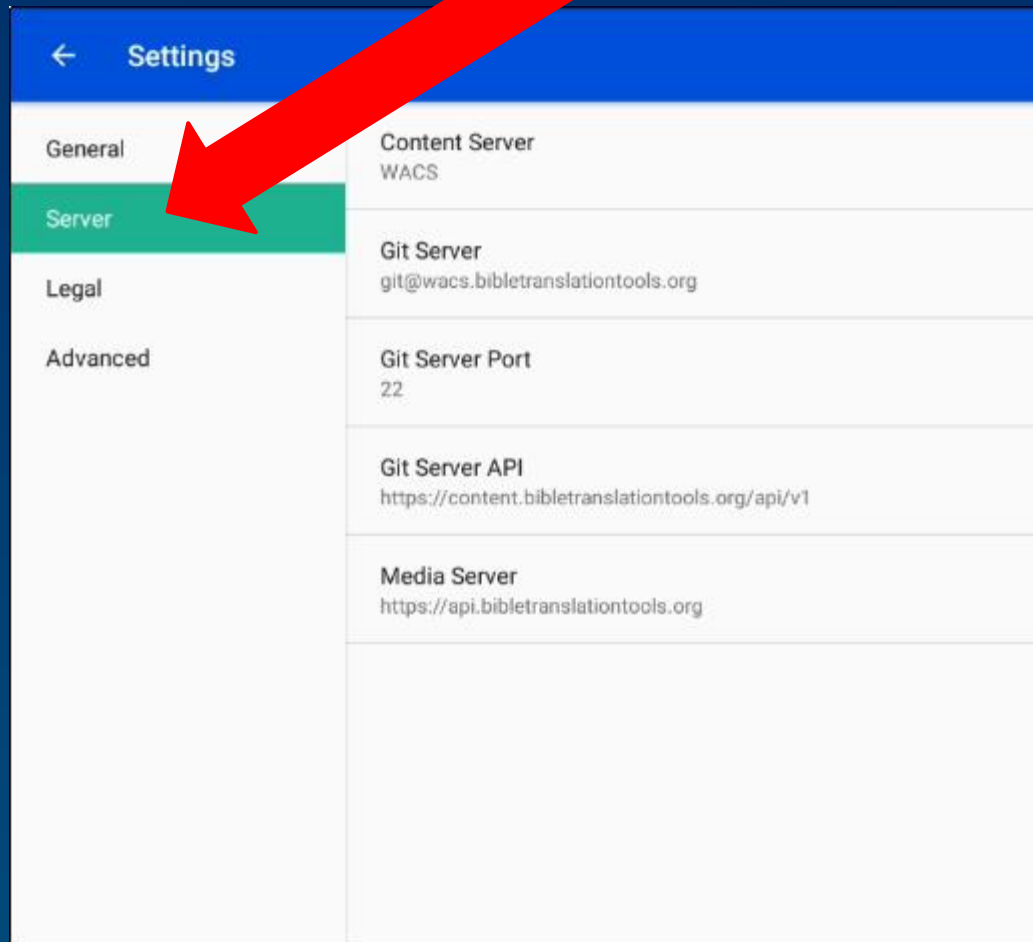 Settings
General
Server
Legal
Advanced
Content Server
WACS
Git Server
git@wacs.bibletranslationtools.org
Git Server Port
22
Git Server API
https://content.bibletranslationtools.org/api/v1
Media Server
https://api.bibletranslationtools.org